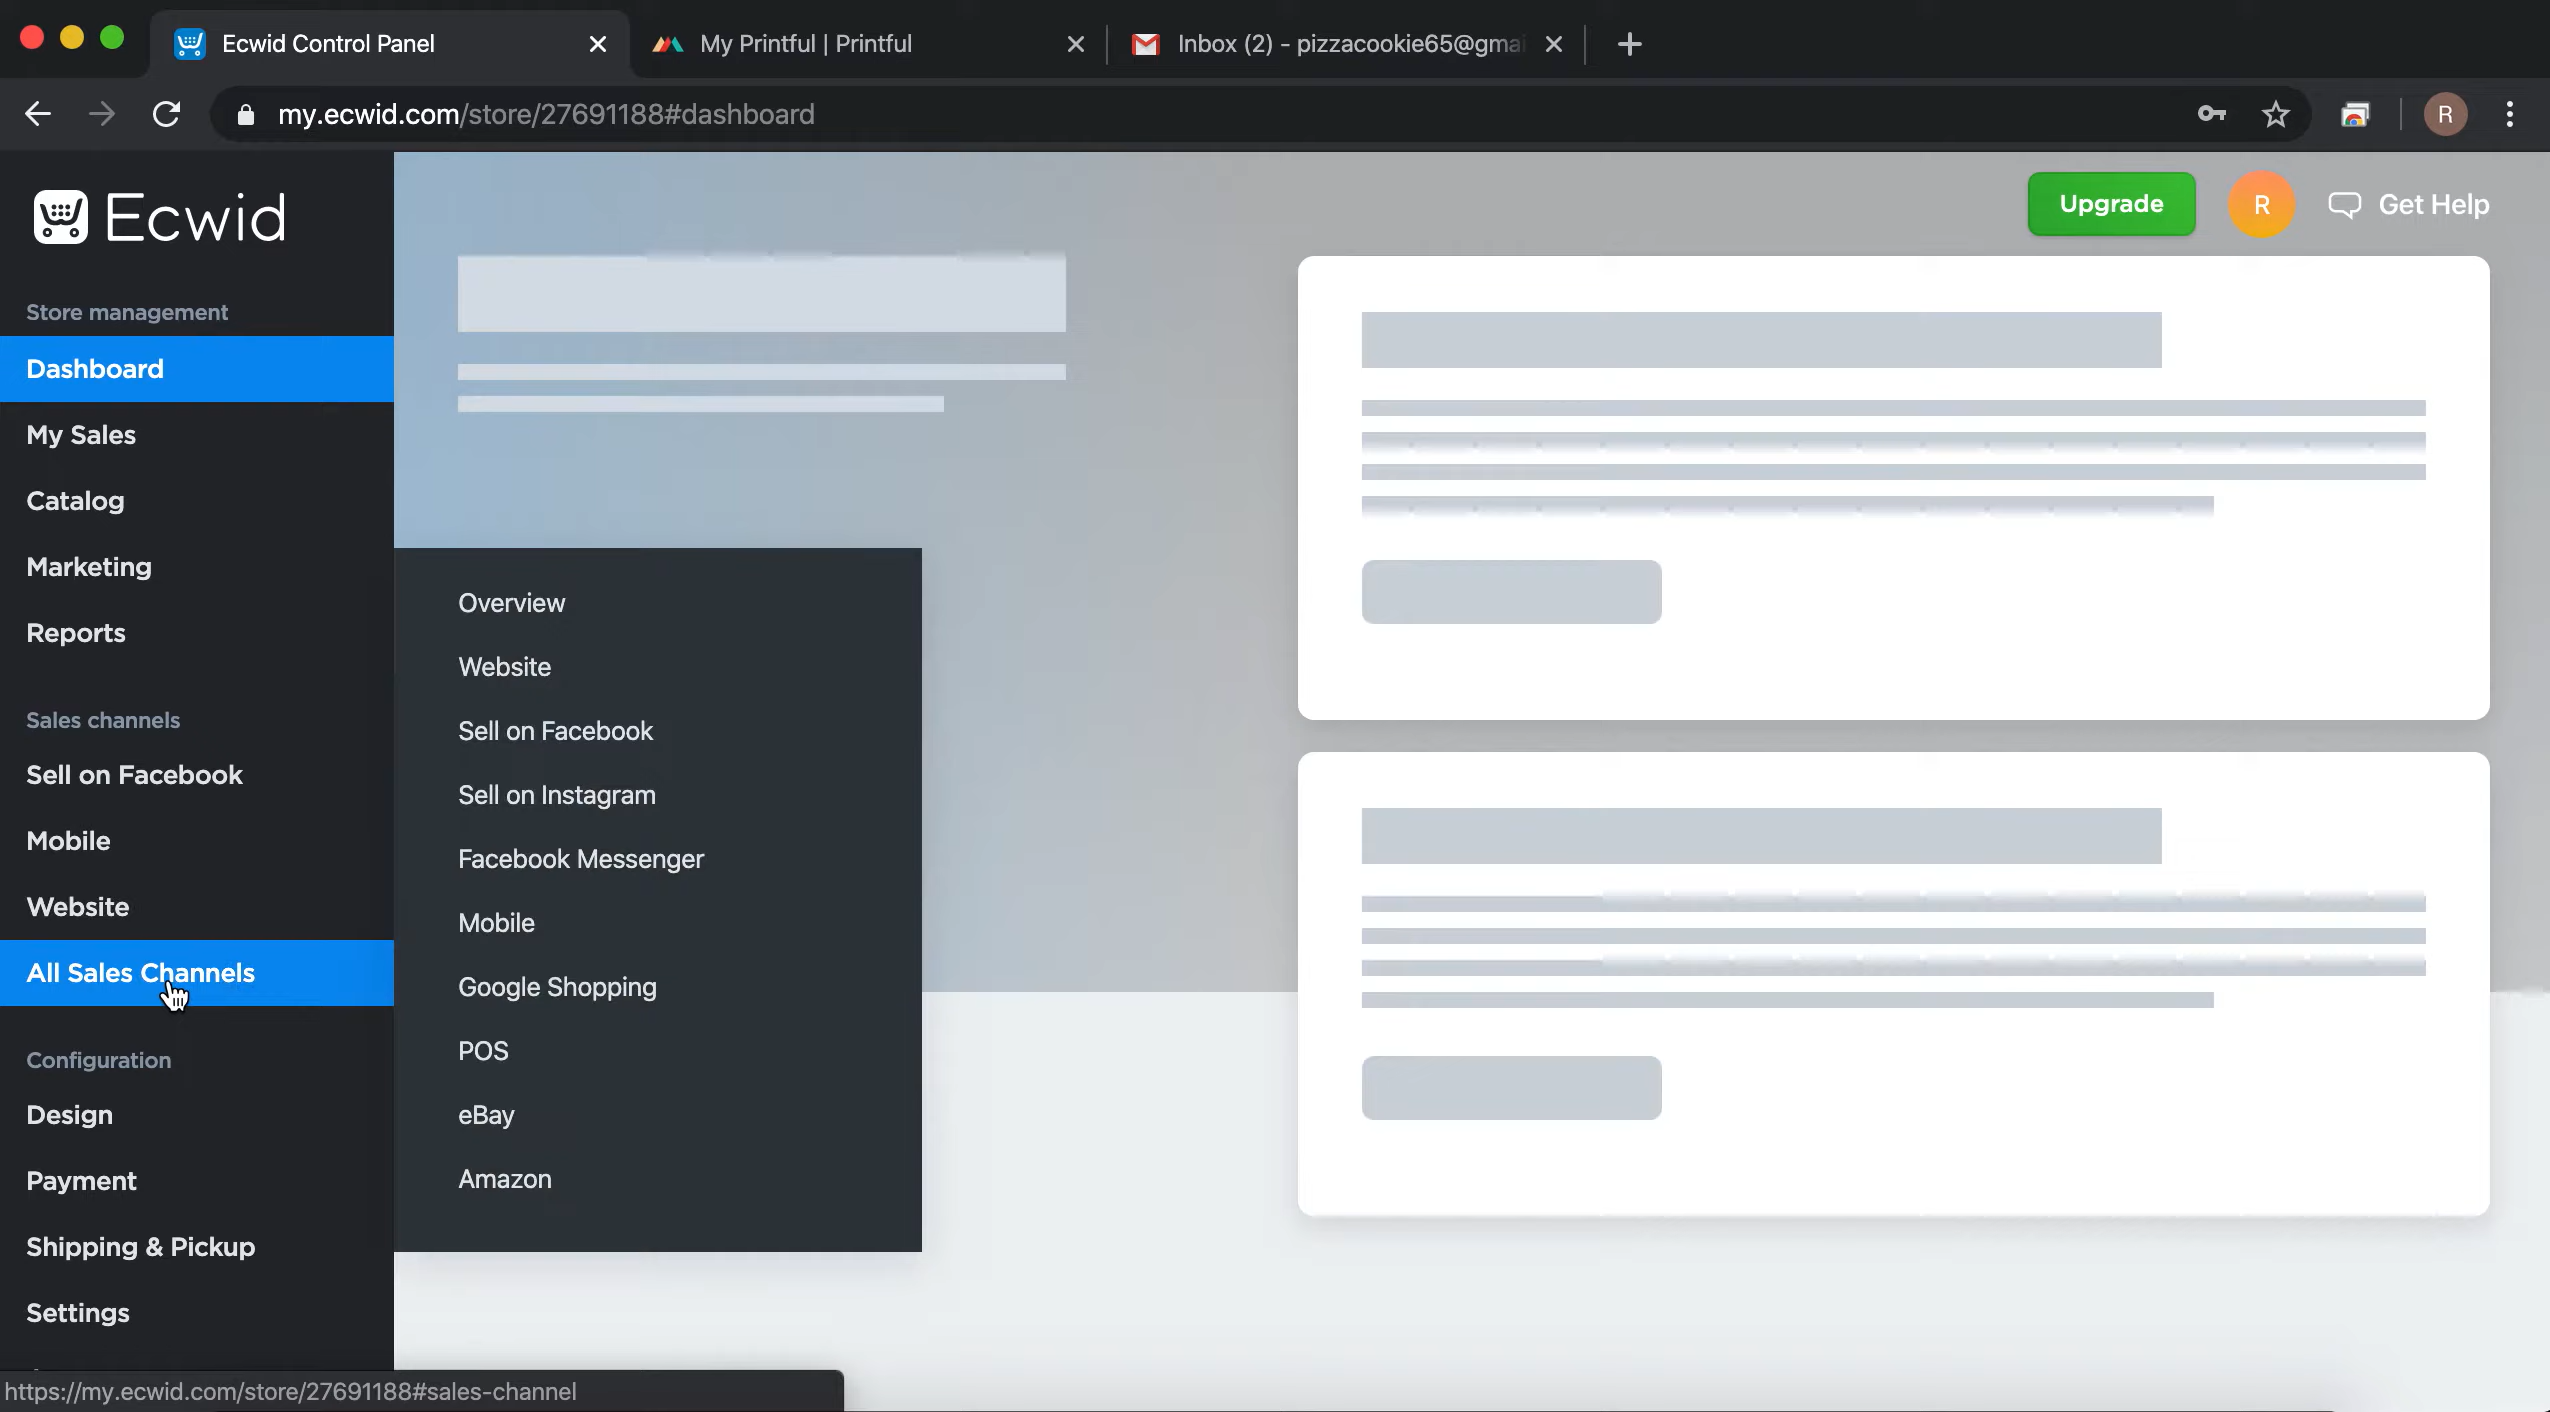 Ecwid Control Panel
My Printful | Printful
Inbox (2) - pizzacookie65@gmai
my.ecwid.com/store/27691188#dashboard
R
Ecwid
Upgrade
R
Get Help
Store management
Dashboard
My Sales
Catalog
Marketing
Reports
Sales channels
Sell on Facebook
Mobile
Website
All Sales Channels
Configuration
Design
Payment
Shipping & Pickup
Settings
Overview
Website
Sell on Facebook
Sell on Instagram
Facebook Messenger
Mobile
Google Shopping
POS
eBay
Amazon
https://my.ecwid.com/store/27691188#sales-channel